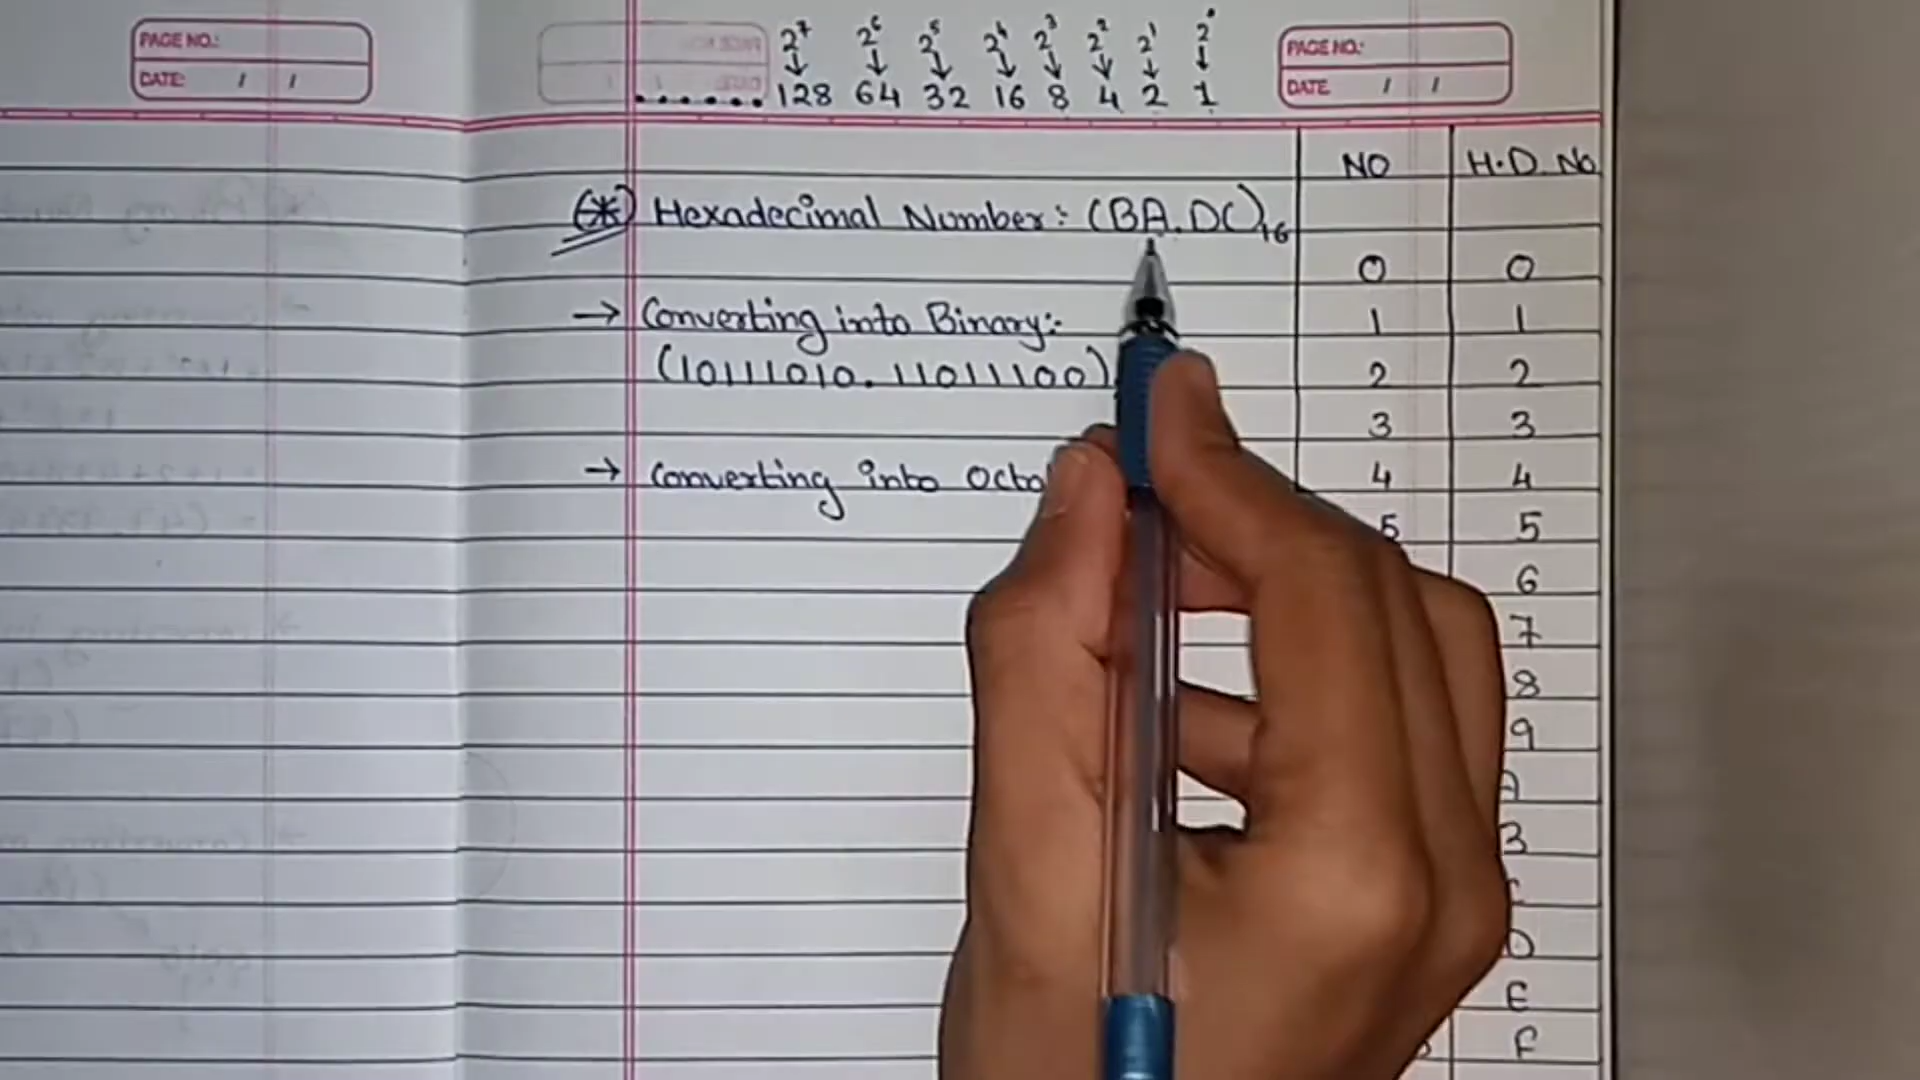 PAGE NO.:
DATE: / /
2⁷ 2⁶ 2⁵ 2⁴ 2³ 2² 2¹ 2⁰
↓ ↓ ↓ ↓ ↓ ↓ ↓ ↓
...... 128 64 32 16 8 4 2 1
PAGE NO.:
DATE / /
NO H.D. No
(*) Hexadecimal Number:- (BA.DC)₁₆
0 0
→ Converting into Binary:-
1 1
(10111010.11011100)
2 2
3 3
→ Converting into Octa
4 4
5 5
6
7
8
9
A
B
D
E
F